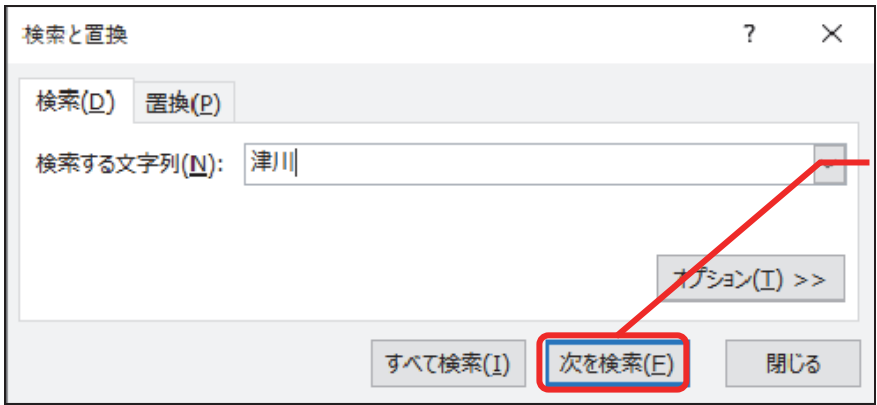 検索と置換 ?
検索(D) 置換(P)
検索する文字列(N): 津川
オプション(T) >>
すべて検索(I) 次を検索(F) 閉じる